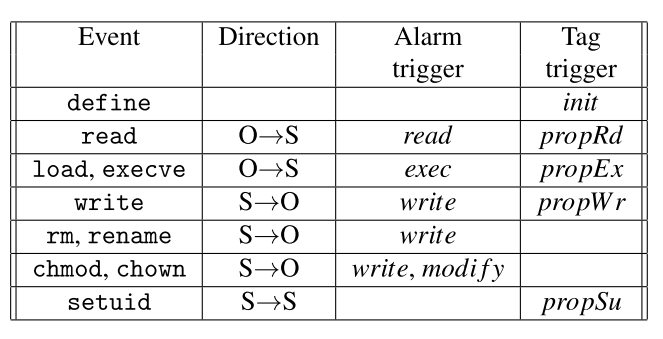 Event Direction Alarm trigger Tag trigger
define init
read O→S read propRd
load, execve O→S exec propEx
write S→O write propWr
rm, rename S→O write
chmod, chown S→O write, modify
setuid S→S propSu